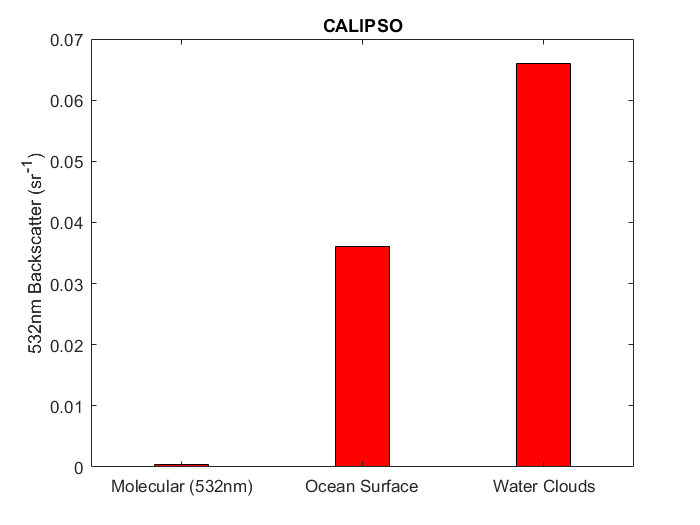 CALIPSO
532nm Backscatter (sr⁻¹)
0.07
0.06
0.05
0.04
0.03
0.02
0.01
0
Molecular (532nm) Ocean Surface Water Clouds